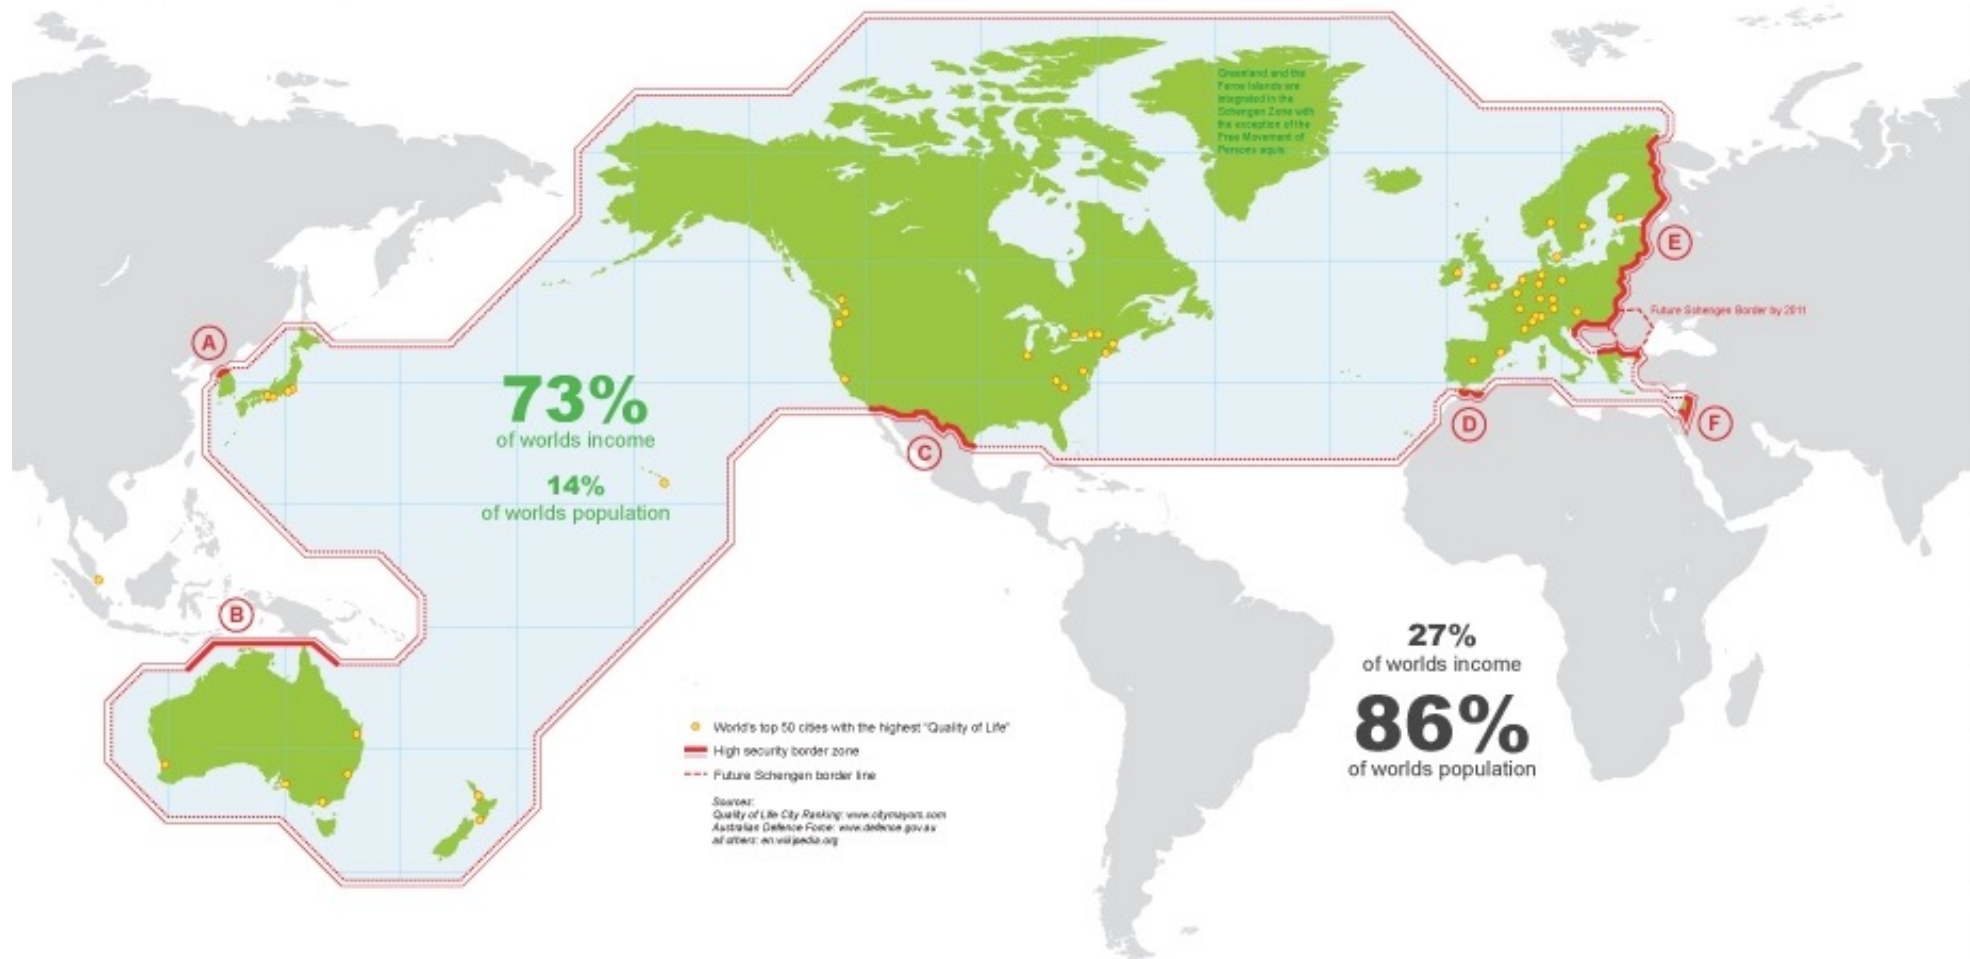 Greenland and the
Faroe Islands are
integrated in the
Schengen Zone with
the exception of the
Free Movement of
Persons
E
Future Schengen Border by 2011
A
73%
of worlds income
14%
of worlds population
C
D
F
B
27%
of worlds income
86%
of worlds population
World's top 50 cities with the highest "Quality of Life"
High security border zone
Future Schengen border line
Sources:
Quality of Life City Ranking: www.citymayors.com
Australian Defence Force: www.defence.gov.au
all others: en.wikipedia.org